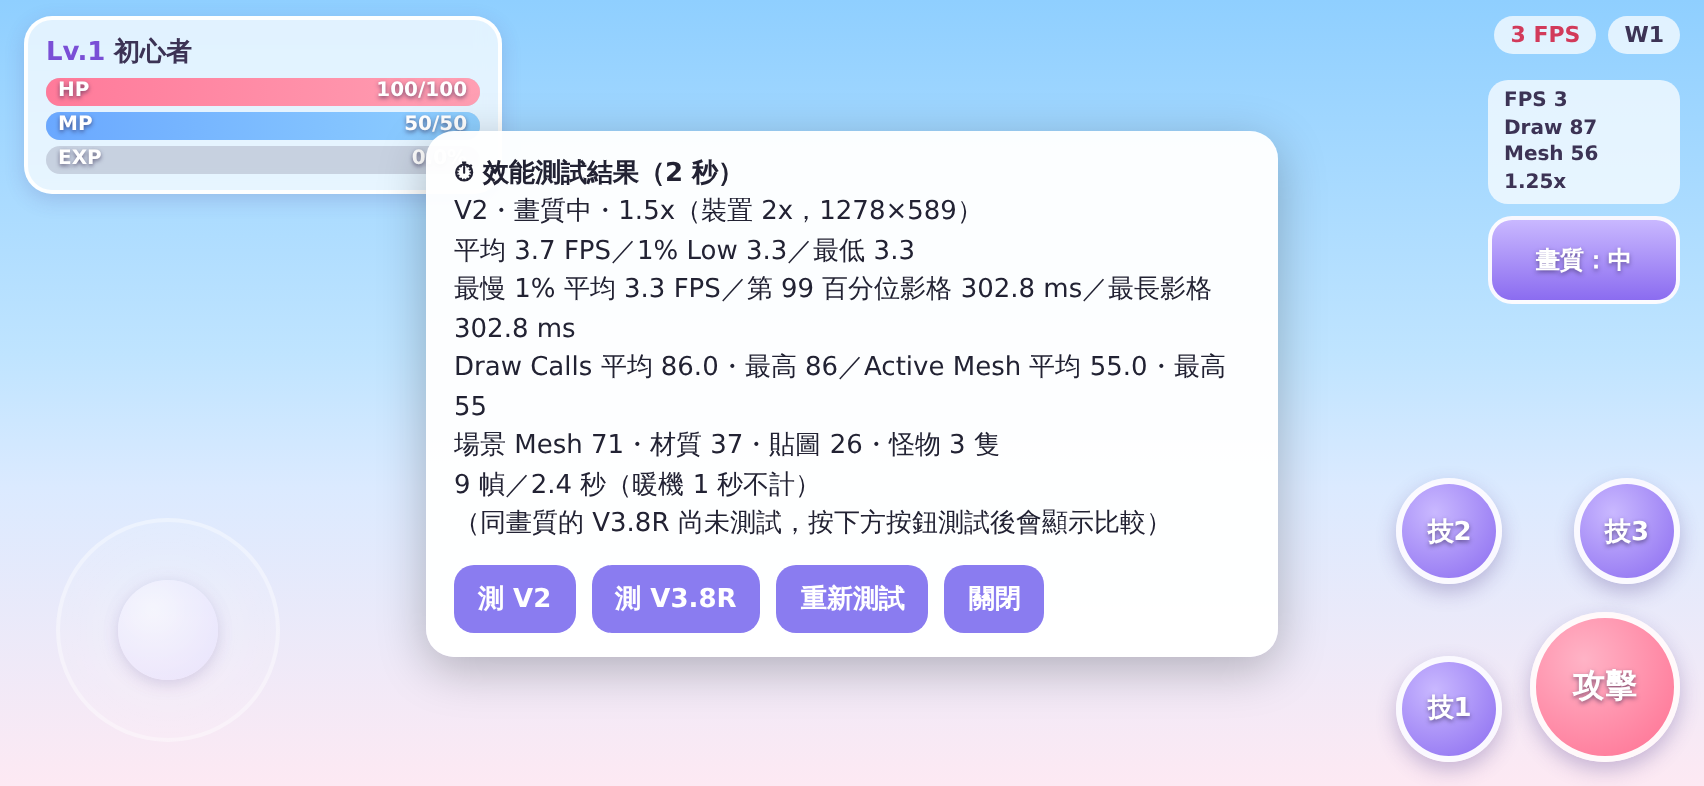 Lv.1 初心者
HP 100/100
MP 50/50
EXP
3 FPS
W1
FPS 3
Draw 87
Mesh 56
1.25x
畫質：中
⏱ 效能測試結果（2 秒）
V2・畫質中・1.5x（裝置 2x，1278×589）
平均 3.7 FPS／1% Low 3.3／最低 3.3
最慢 1% 平均 3.3 FPS／第 99 百分位影格 302.8 ms／最長影格
302.8 ms
Draw Calls 平均 86.0・最高 86／Active Mesh 平均 55.0・最高
55
場景 Mesh 71・材質 37・貼圖 26・怪物 3 隻
9 幀／2.4 秒（暖機 1 秒不計）
（同畫質的 V3.8R 尚未測試，按下方按鈕測試後會顯示比較）
測 V2
測 V3.8R
重新測試
關閉
技2
技3
技1
攻擊